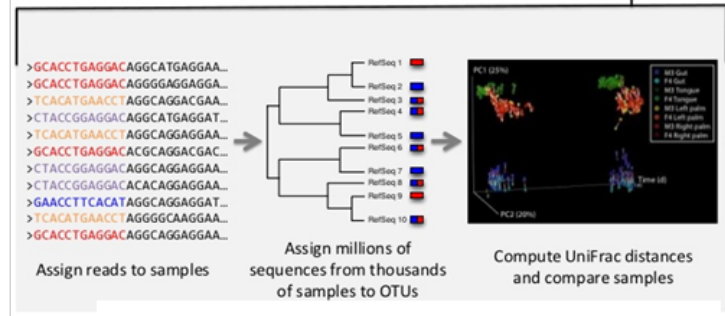 >GCACCTGAGGACAGGCATGAGGAA…
>GCACCTGAGGACAGGGGAGGAGGA…
>TCACATGAACCTAGGCAGGACGAA…
>CTACCGGAGGACAGGCATGAGGAT…
>TCACATGAACCTAGGCAGGAGGAA…
>GCACCTGAGGACACGCAGGACGAC…
>CTACCGGAGGACAGGCAGGAGGAA…
>CTACCGGAGGACACACAGGAGGAA…
>GAACCTTCACATAGGCAGGAGGAT…
>TCACATGAACCTAGGGGCAAGGAA…
>GCACCTGAGGACAGGCAGGAGGAA…
Assign reads to samples
RefSeq 1
RefSeq 2
RefSeq 3
RefSeq 4
RefSeq 5
RefSeq 6
RefSeq 7
RefSeq 8
RefSeq 9
RefSeq 10
Assign millions of
sequences from thousands
of samples to OTUs
PC1 (25%)
M3 Gut
F4 Gut
M3 Tongue
F4 Tongue
M3 Left palm
F4 Left palm
M3 Right palm
F4 Right palm
Time (d)
PC2 (20%)
Compute UniFrac distances
and compare samples